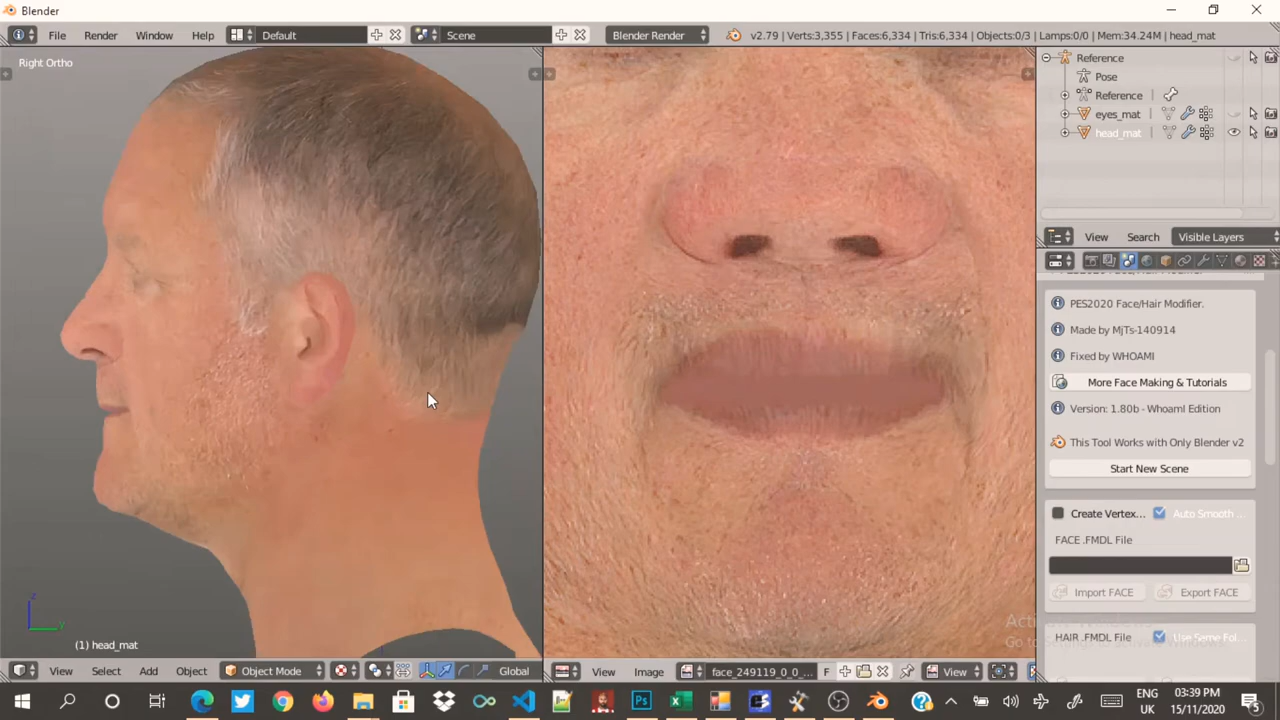 Blender
File Render Window Help Default Scene Blender Render v2.79 | Verts:3,355 | Faces:6,334 | Tris:6,334 | Objects:0/3 | Lamps:0/0 | Mem:34.24M | head_mat
Right Ortho
Reference
Pose
Reference
eyes_mat
head_mat
View Search Visible Layers
PES2020 Face/Hair Modifier.
Made by MjTs-140914
Fixed by WHOAMI
More Face Making & Tutorials
Version: 1.80b - WhoamI Edition
This Tool Works with Only Blender v2
Start New Scene
Create Vertex... Auto Smooth ...
FACE .FMDL File
Import FACE Export FACE
HAIR .FMDL File Use Same Fol...
z
y
(1) head_mat
View Select Add Object Object Mode Global
View Image face_249119_0_0_... F View
ENG 03:39 PM
UK 15/11/2020
5